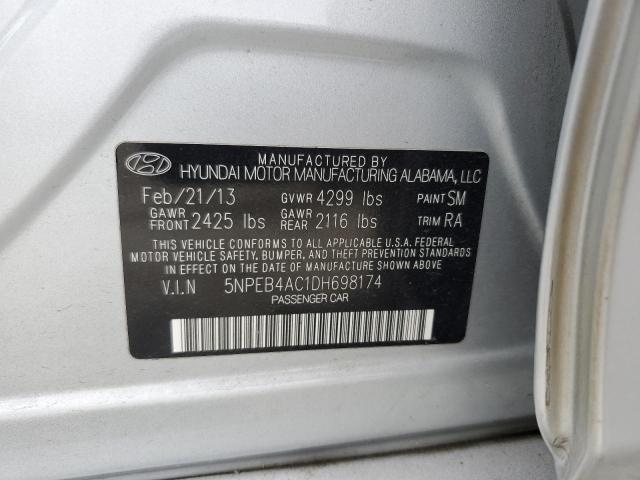 MANUFACTURED BY
HYUNDAI MOTOR MANUFACTURING ALABAMA, LLC
Feb/21/13 GVWR 4299 lbs PAINT SM
GAWR FRONT 2425 lbs GAWR REAR 2116 lbs TRIM RA
THIS VEHICLE CONFORMS TO ALL APPLICABLE U.S.A. FEDERAL
MOTOR VEHICLE SAFETY, BUMPER, AND THEFT PREVENTION STANDARDS
IN EFFECT ON THE DATE OF MANUFACTURE SHOWN ABOVE.
V.I.N 5NPEB4AC1DH698174
PASSENGER CAR